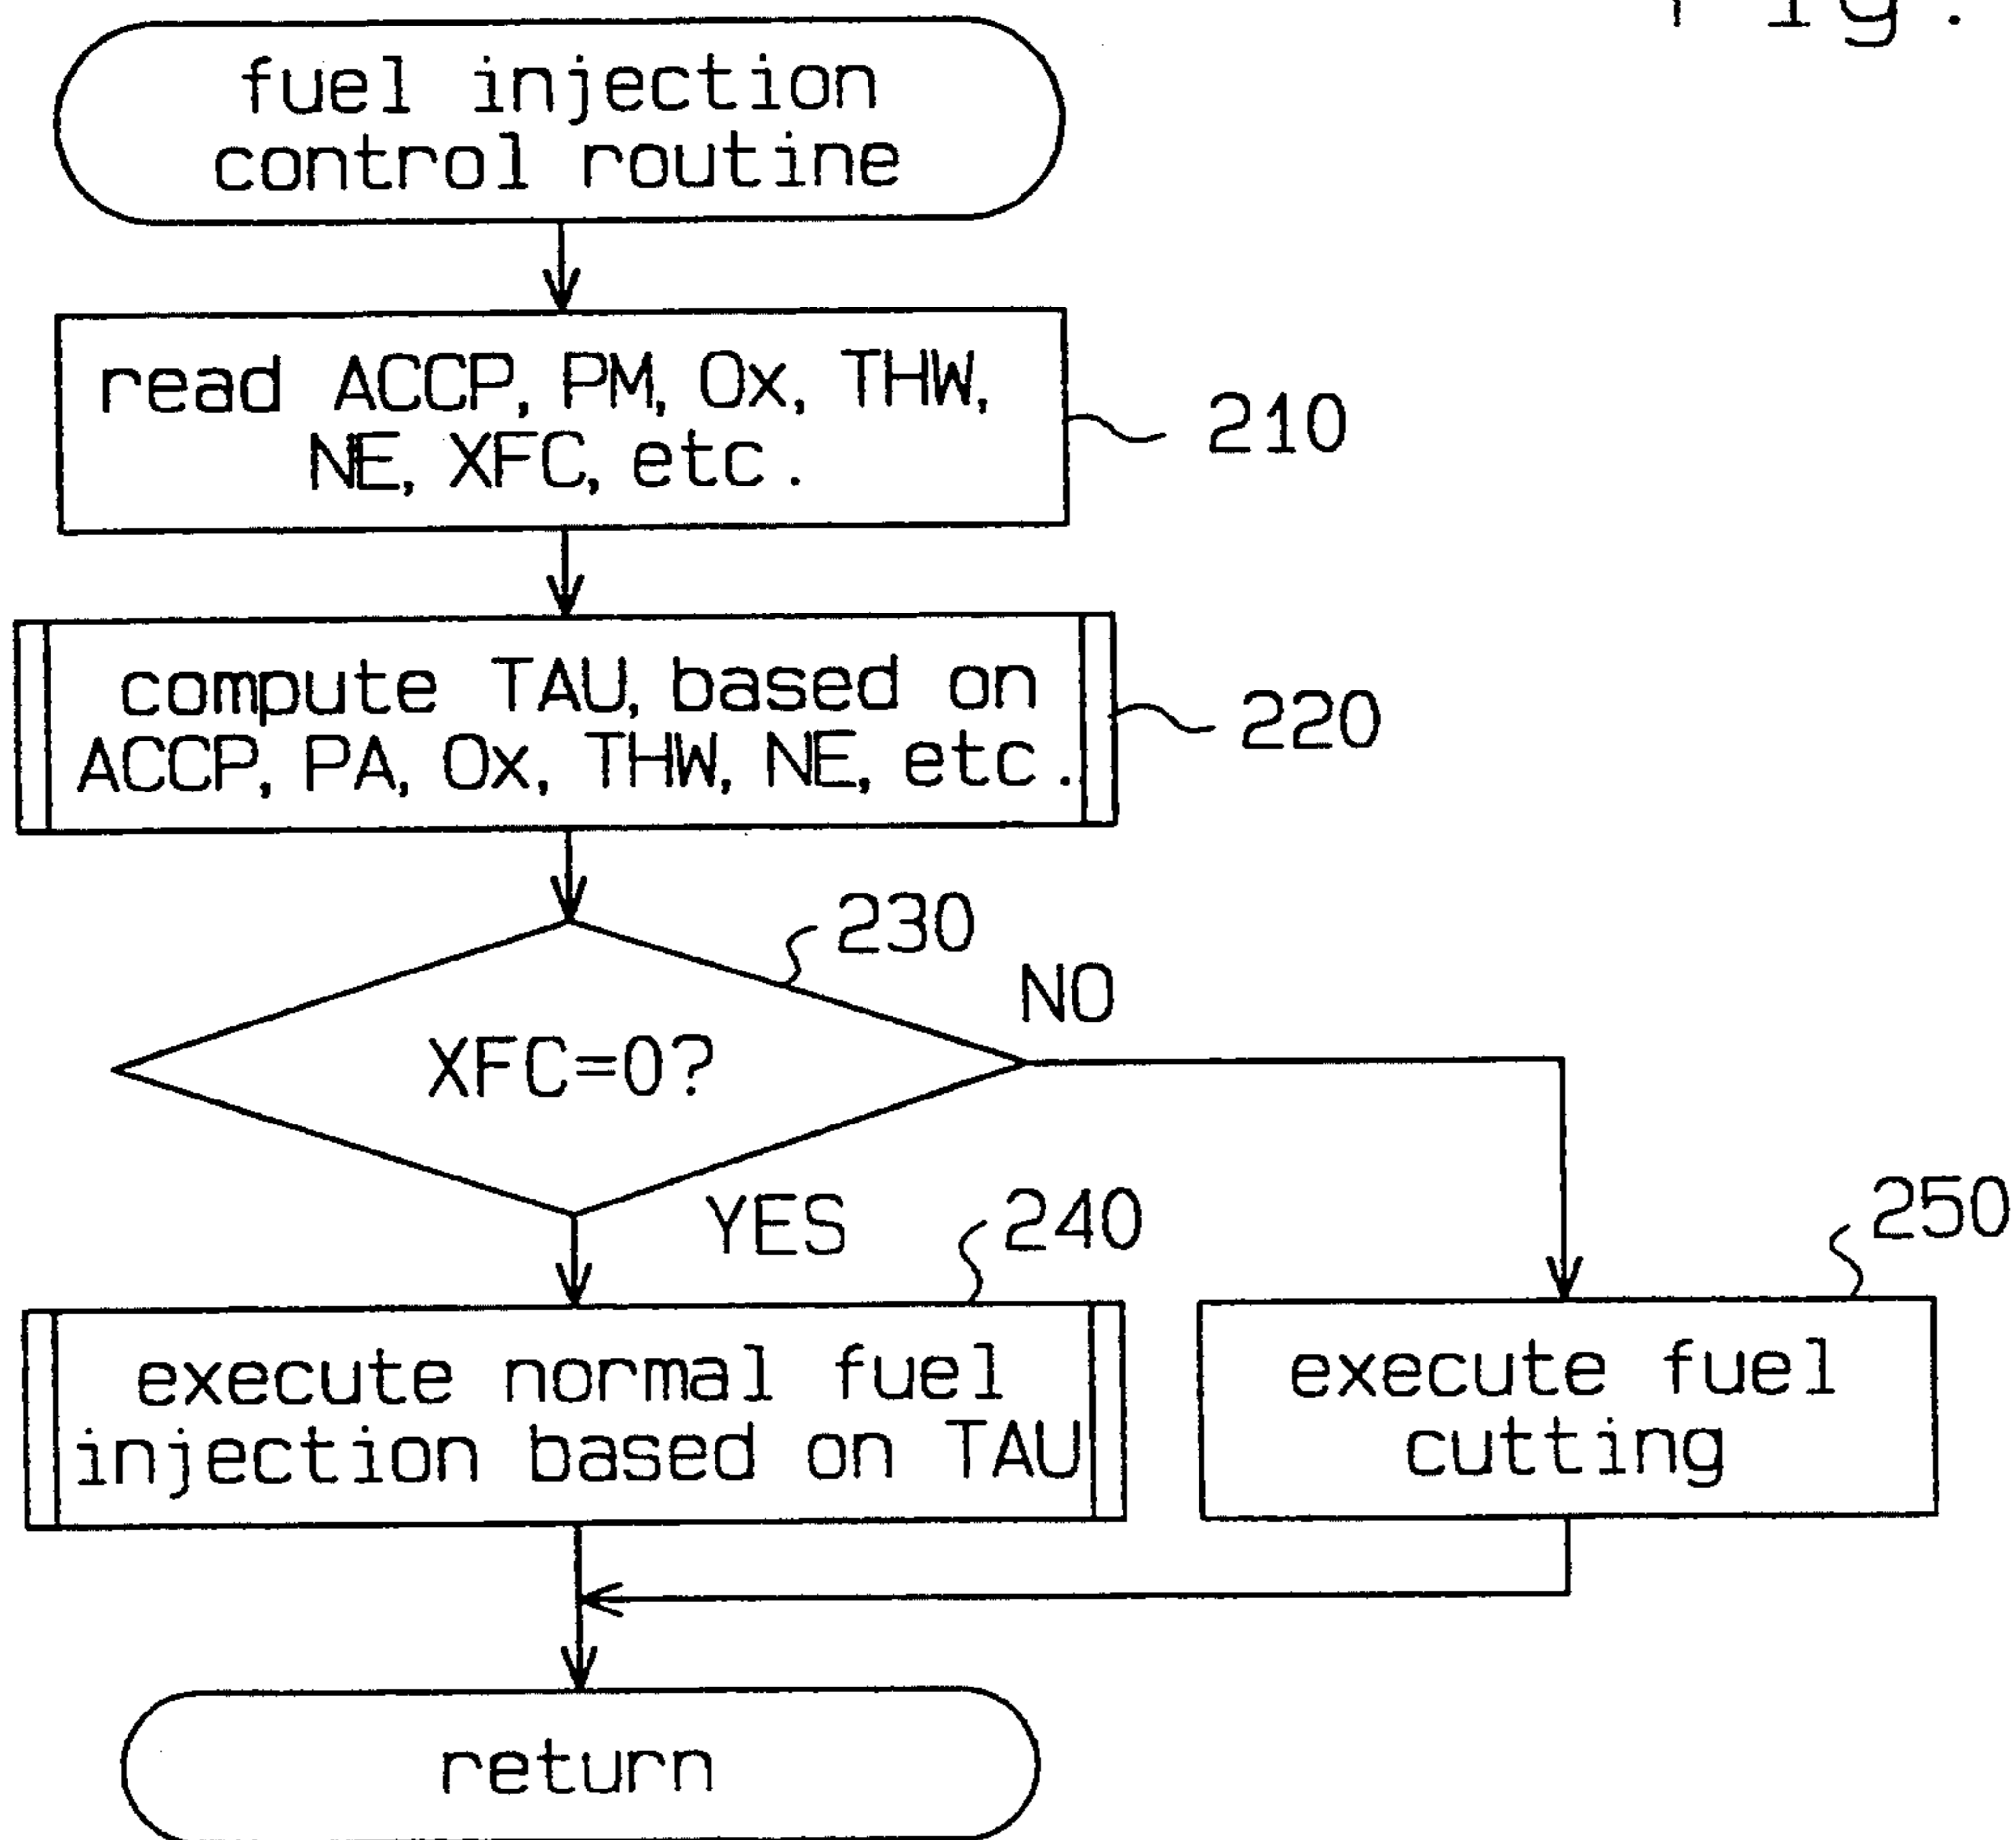 Fig.
fuel injection
control routine
read ACCP, PM, Ox, THW,
NE, XFC, etc.
210
compute TAU, based on
ACCP, PA, Ox, THW, NE, etc.
220
230
XFC=0?
NO
YES
240
250
execute normal fuel
injection based on TAU
execute fuel
cutting
return